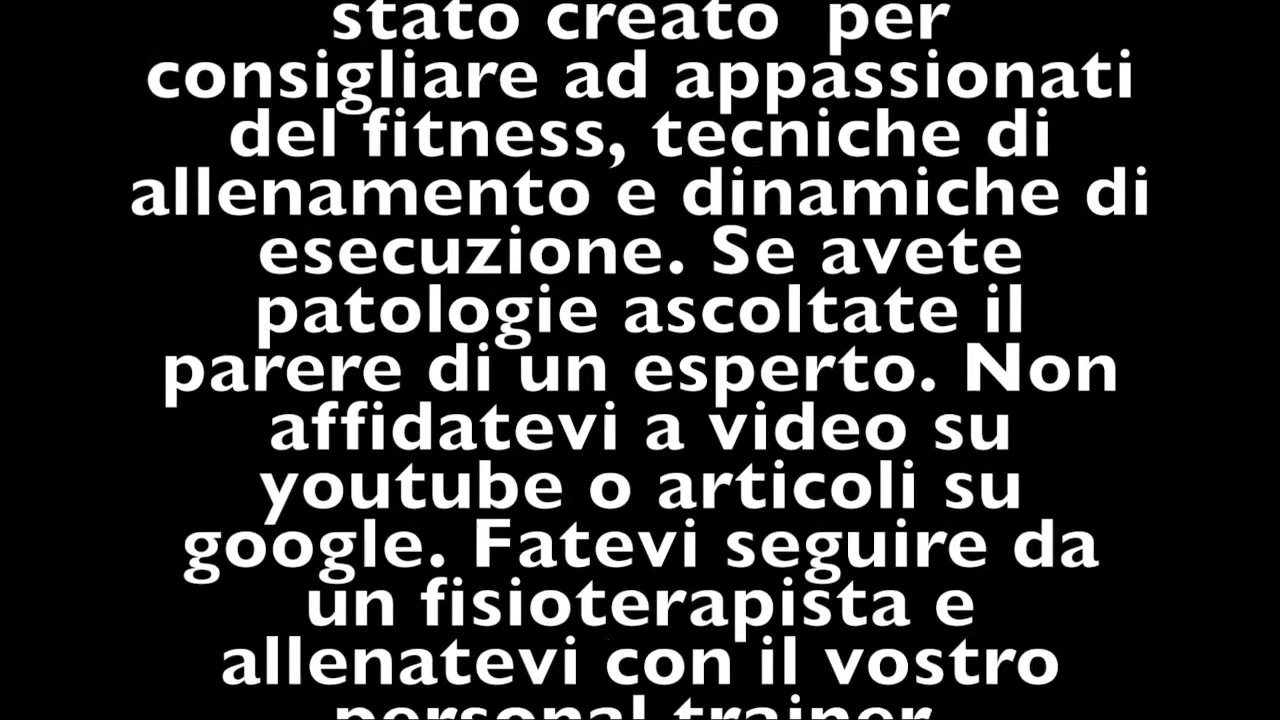 stato creato per
consigliare ad appassionati
del fitness, tecniche di
allenamento e dinamiche di
esecuzione. Se avete
patologie ascoltate il
parere di un esperto. Non
affidatevi a video su
youtube o articoli su
google. Fatevi seguire da
un fisioterapista e
allenatevi con il vostro
personal trainer